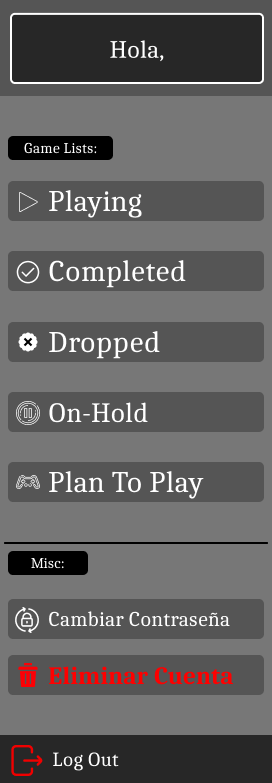 Hola,
Game Lists:
Playing
Completed
Dropped
On-Hold
Plan To Play
Misc:
Cambiar Contraseña
Eliminar Cuenta
Log Out